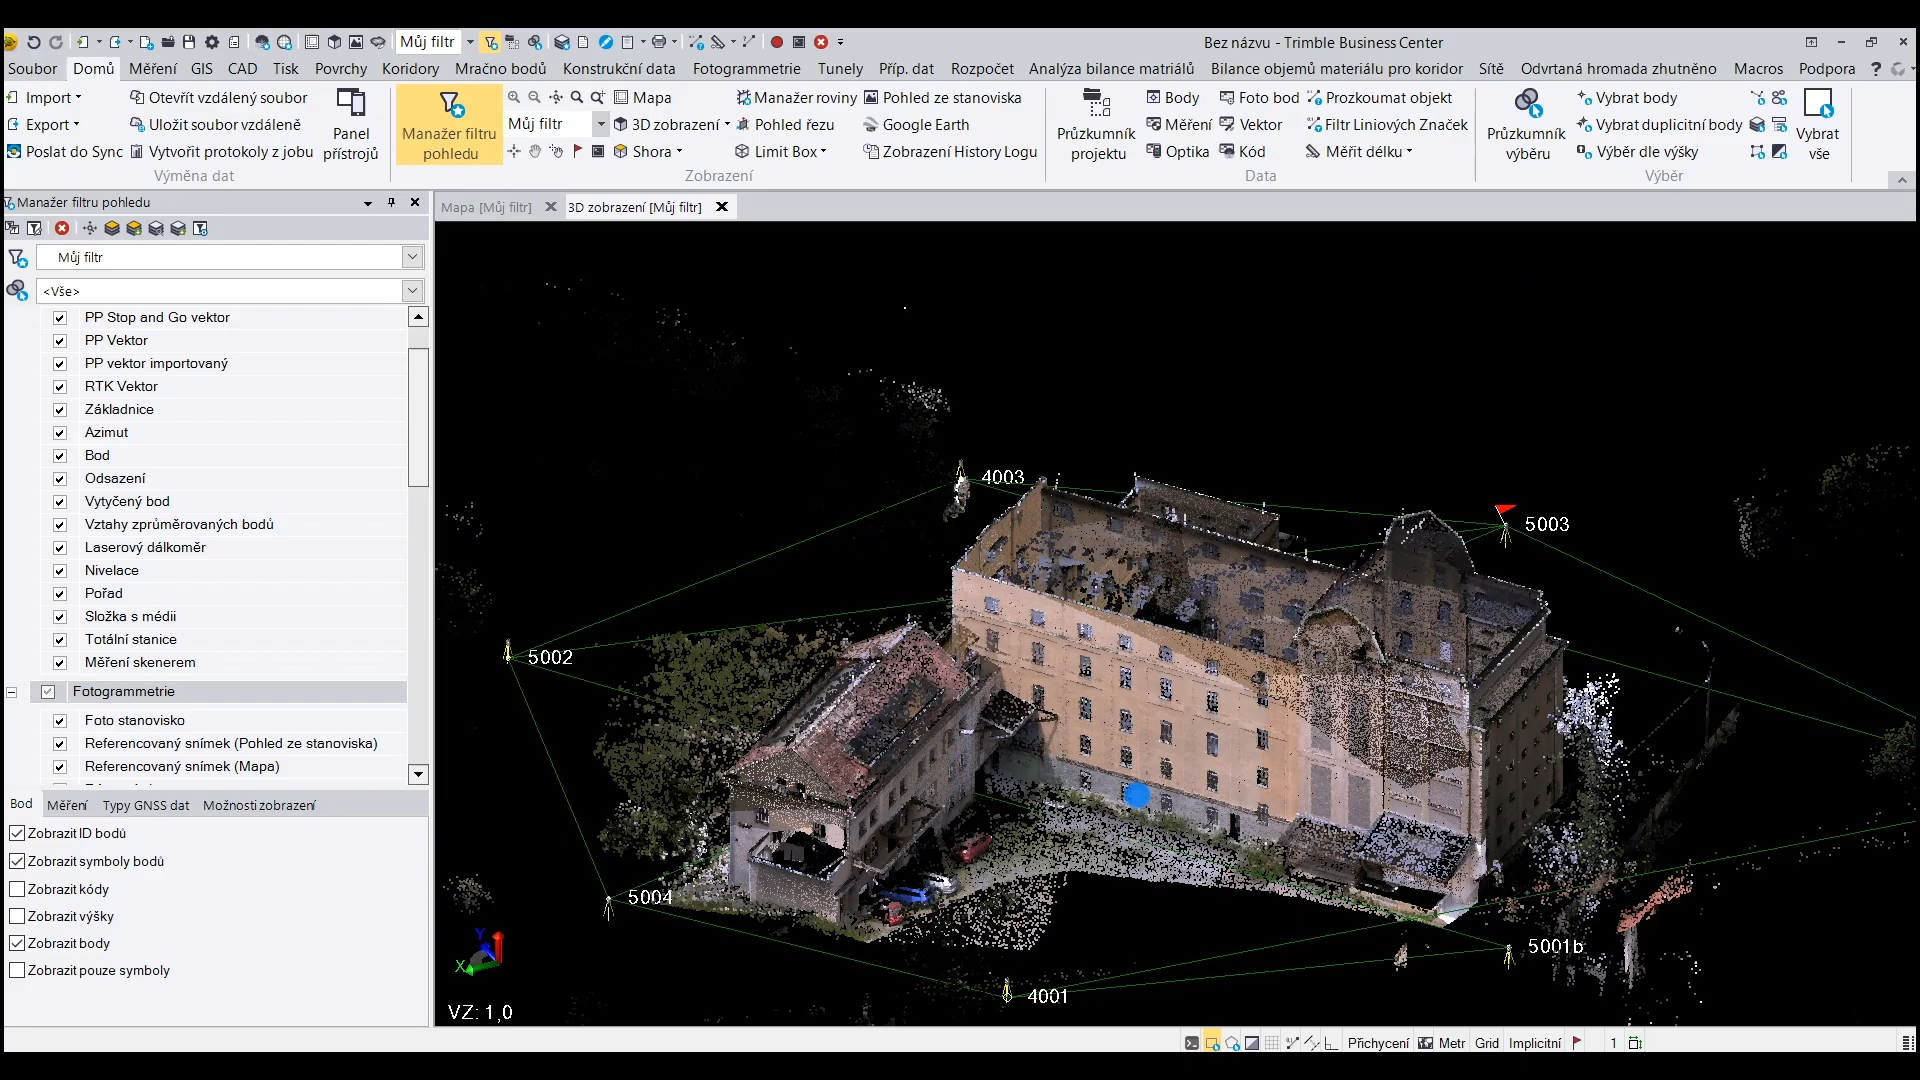 Můj filtr
Bez názvu - Trimble Business Center
Soubor Domů Měření GIS CAD Tisk Povrchy Koridory Mračno bodů Konstrukční data Fotogrammetrie Tunely Příp. dat Rozpočet Analýza bilance matriálů Bilance objemů materiálu pro koridor Sítě Odvrtaná hromada zhutněno Macros Podpora ?
Import
Export
Poslat do Sync
Otevřít vzdálený soubor
Uložit soubor vzdáleně
Vytvořit protokoly z jobu
Panel
přístrojů
Výměna dat
Manažer filtru
pohledu
Můj filtr
Mapa
3D zobrazení
Shora
Manažer roviny
Pohled řezu
Limit Box
Pohled ze stanoviska
Google Earth
Zobrazení History Logu
Zobrazení
Průzkumník
projektu
Body
Měření
Optika
Foto bod
Vektor
Kód
Prozkoumat objekt
Filtr Liniových Značek
Měřit délku
Data
Průzkumník
výběru
Vybrat body
Vybrat duplicitní body
Výběr dle výšky
Vybrat
vše
Výběr
Manažer filtru pohledu
Můj filtr
<Vše>
PP Stop and Go vektor
PP Vektor
PP vektor importovaný
RTK Vektor
Základnice
Azimut
Bod
Odsazení
Vytyčený bod
Vztahy zprůměrovaných bodů
Laserový dálkoměr
Nivelace
Pořad
Složka s médii
Totální stanice
Měření skenerem
Fotogrammetrie
Foto stanovisko
Referencovaný snímek (Pohled ze stanoviska)
Referencovaný snímek (Mapa)
Bod Měření Typy GNSS dat Možnosti zobrazení
Zobrazit ID bodů
Zobrazit symboly bodů
Zobrazit kódy
Zobrazit výšky
Zobrazit body
Zobrazit pouze symboly
Mapa [Můj filtr]
3D zobrazení [Můj filtr]
4003
5003
5002
5004
5001b
4001
Y
X
VZ: 1,0
Přichycení Metr Grid Implicitní 1